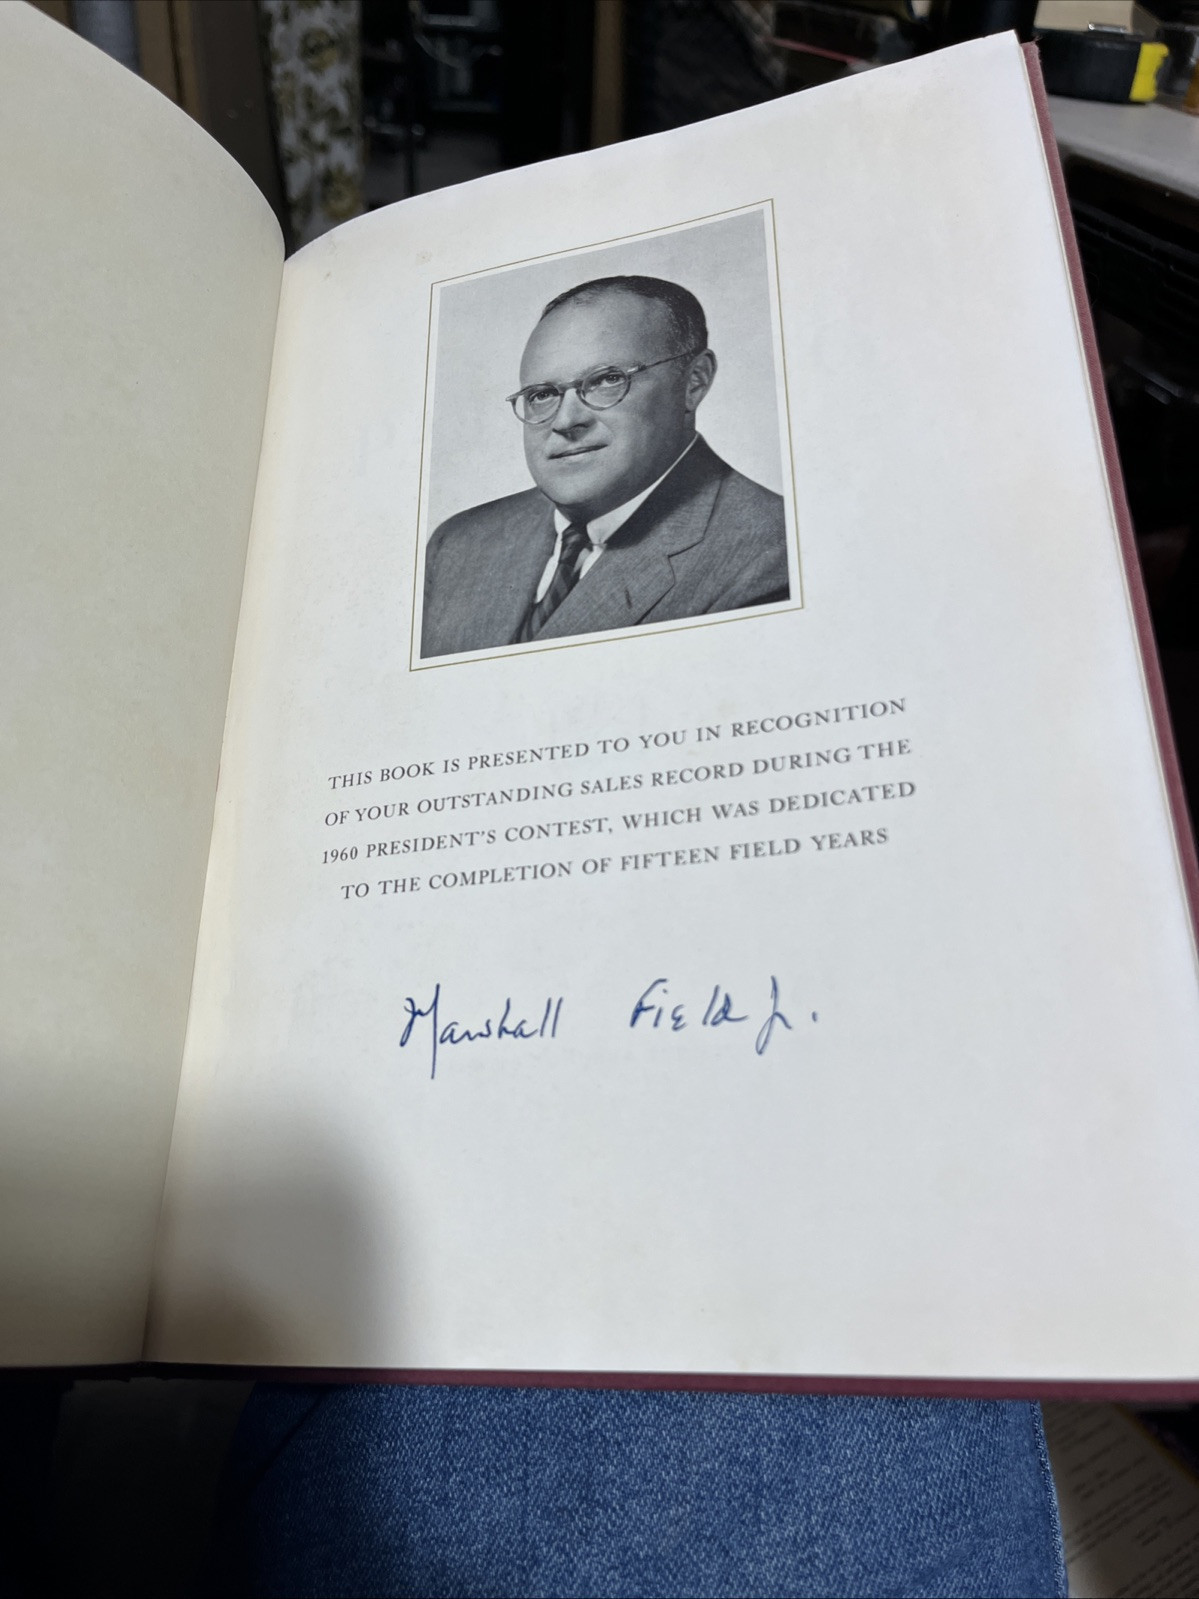 THIS BOOK IS PRESENTED TO YOU IN RECOGNITION
OF YOUR OUTSTANDING SALES RECORD DURING THE
1960 PRESIDENT'S CONTEST, WHICH WAS DEDICATED
TO THE COMPLETION OF FIFTEEN FIELD YEARS
Marshall Field Jr.